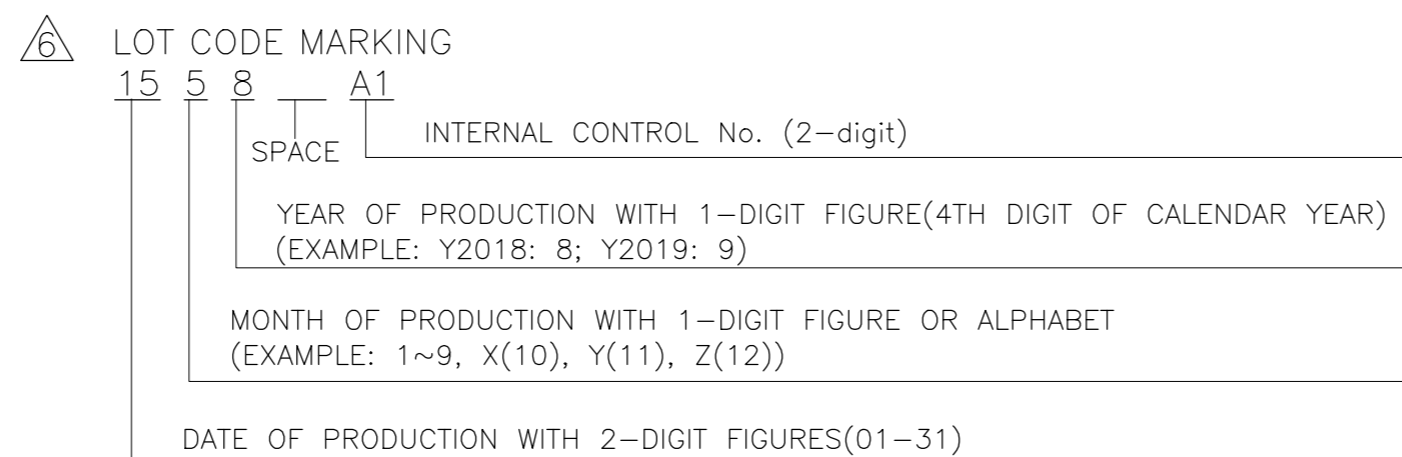 6 LOT CODE MARKING
15 5 8 __ A1
INTERNAL CONTROL No. (2-digit)
SPACE
YEAR OF PRODUCTION WITH 1-DIGIT FIGURE(4TH DIGIT OF CALENDAR YEAR)
(EXAMPLE: Y2018: 8; Y2019: 9)
MONTH OF PRODUCTION WITH 1-DIGIT FIGURE OR ALPHABET
(EXAMPLE: 1~9, X(10), Y(11), Z(12))
DATE OF PRODUCTION WITH 2-DIGIT FIGURES(01-31)